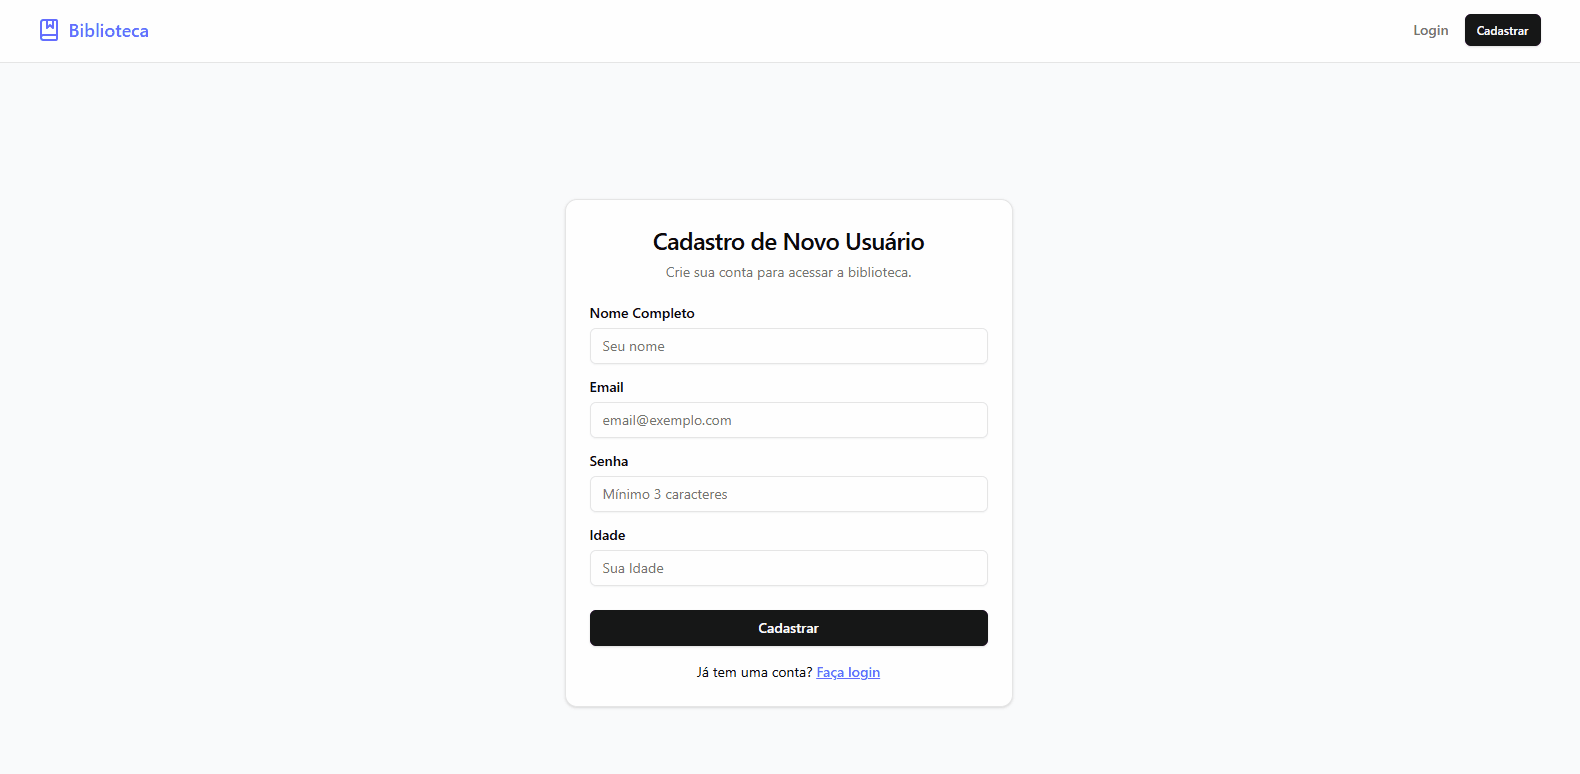 Biblioteca
Login
Cadastrar
Cadastro de Novo Usuário
Crie sua conta para acessar a biblioteca.
Nome Completo
Seu nome
Email
email@exemplo.com
Senha
Mínimo 3 caracteres
Idade
Sua Idade
Cadastrar
Já tem uma conta? Faça login